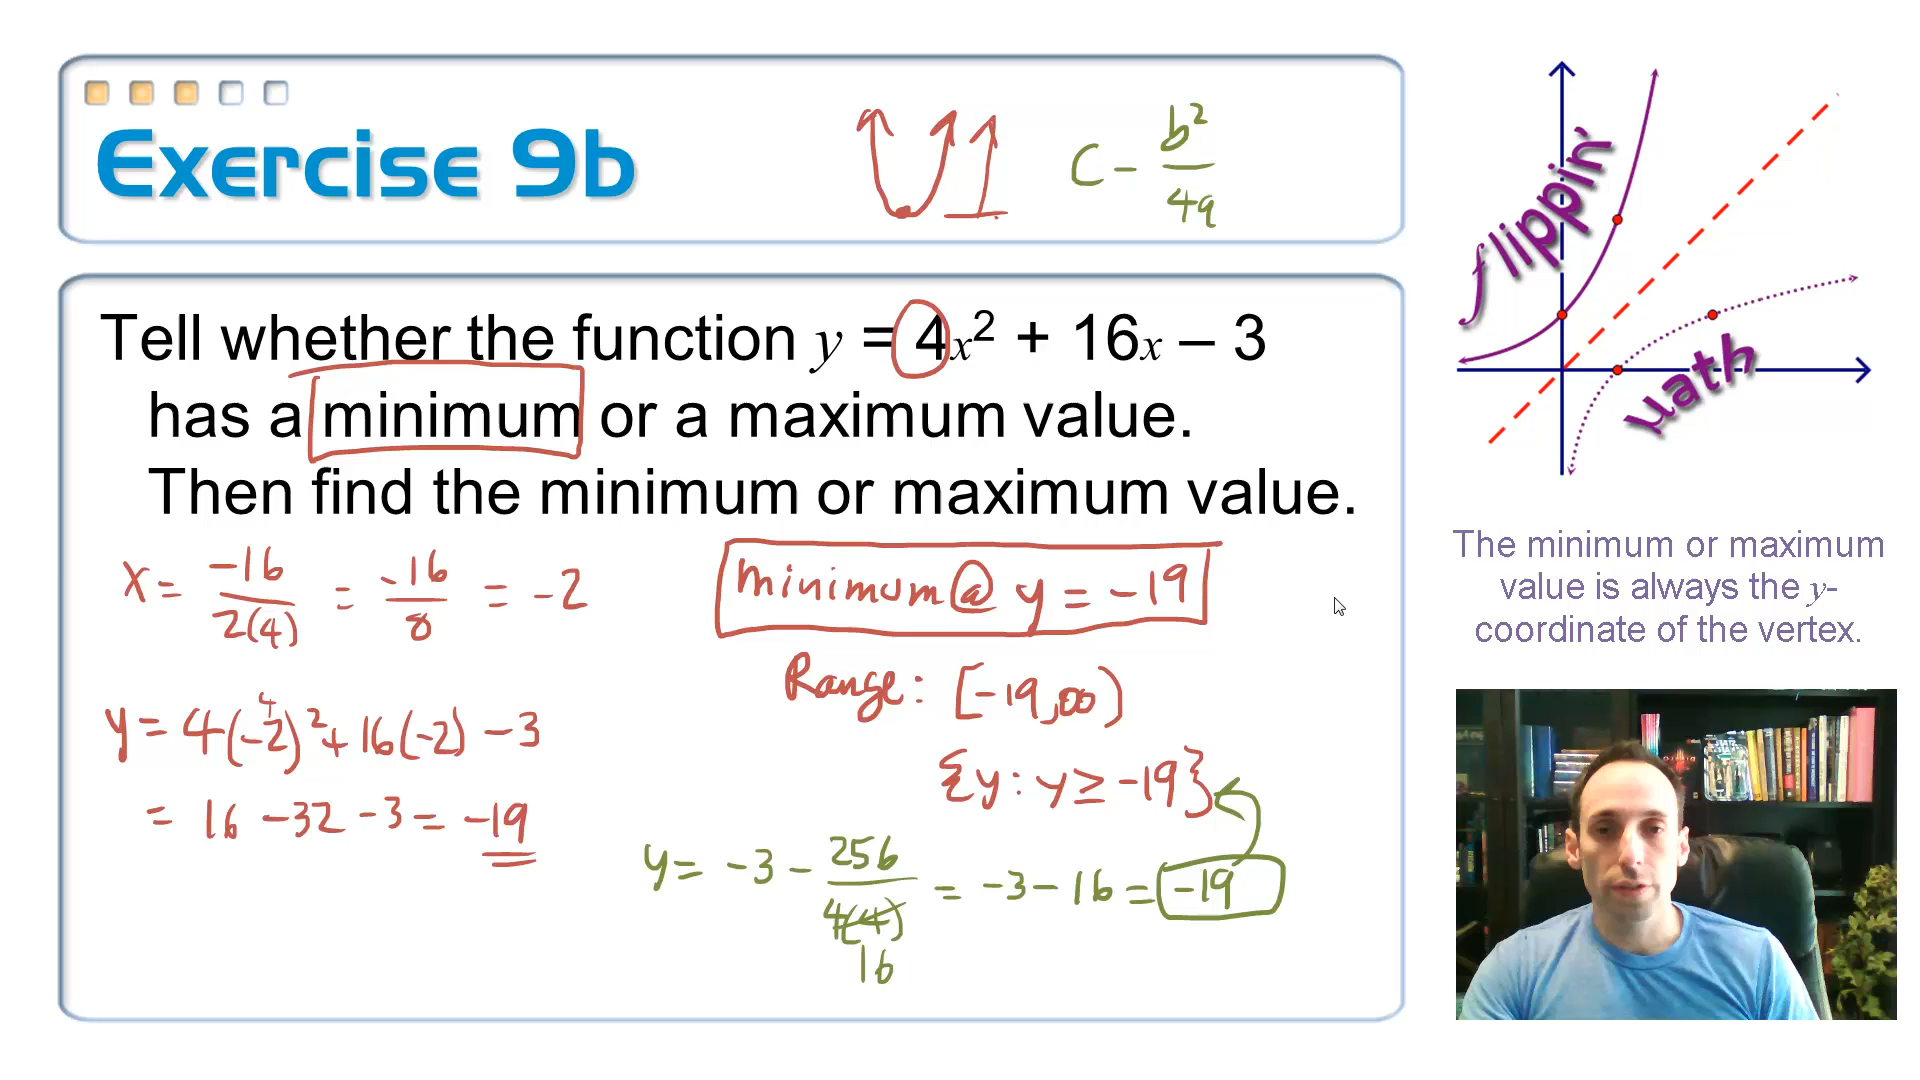 Exercise 9b
C - b²/4a
Tell whether the function y = 4x² + 16x – 3
has a minimum or a maximum value.
Then find the minimum or maximum value.
x = -16/2(4) = -16/8 = -2
y = 4(-2)² + 16(-2) - 3
4
= 16 - 32 - 3 = -19
minimum @ y = -19
Range: [-19, ∞)
{y: y ≥ -19}
y = -3 - 256/4(4) = -3 - 16 = -19
16
flippin'
math
The minimum or maximum
value is always the y-
coordinate of the vertex.